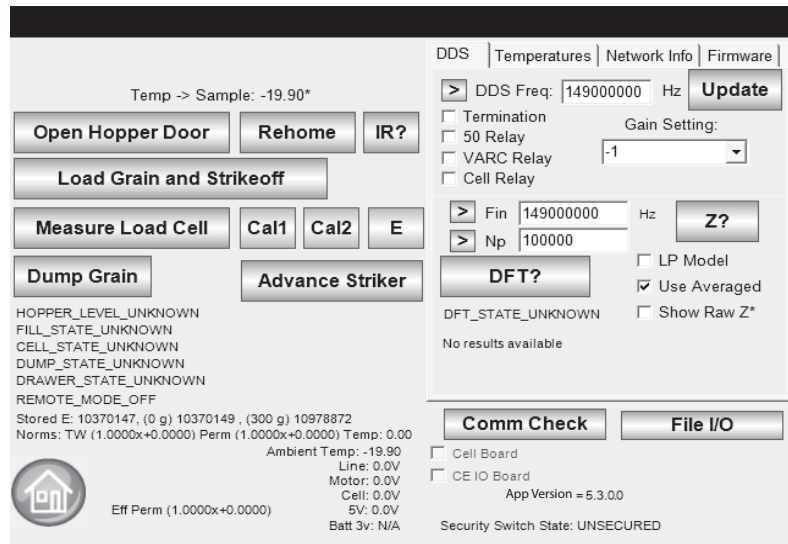 Temp -> Sample: -19.90*
Open Hopper Door
Rehome
IR?
Load Grain and Strikeoff
Measure Load Cell
Cal1
Cal2
E
Dump Grain
Advance Striker
HOPPER_LEVEL_UNKNOWN
FILL_STATE_UNKNOWN
CELL_STATE_UNKNOWN
DUMP_STATE_UNKNOWN
DRAWER_STATE_UNKNOWN
REMOTE_MODE_OFF
Stored E: 10370147, (0 g) 10370149 , (300 g) 10978872
Norms: TW (1.0000x+0.0000) Perm (1.0000x+0.0000) Temp: 0.00
Ambient Temp: -19.90
Line: 0.0V
Motor: 0.0V
Cell: 0.0V
Eff Perm (1.0000x+0.0000)
5V: 0.0V
Batt 3v: N/A
DDS
Temperatures
Network Info
Firmware
> DDS Freq: 149000000 Hz
Update
Termination
50 Relay
VARC Relay
Cell Relay
Gain Setting:
-1
> Fin 149000000 Hz
> Np 100000
Z?
DFT?
LP Model
Use Averaged
Show Raw Z*
DFT_STATE_UNKNOWN
No results available
Comm Check
File I/O
Cell Board
CE IO Board
App Version = 5.3.0.0
Security Switch State: UNSECURED